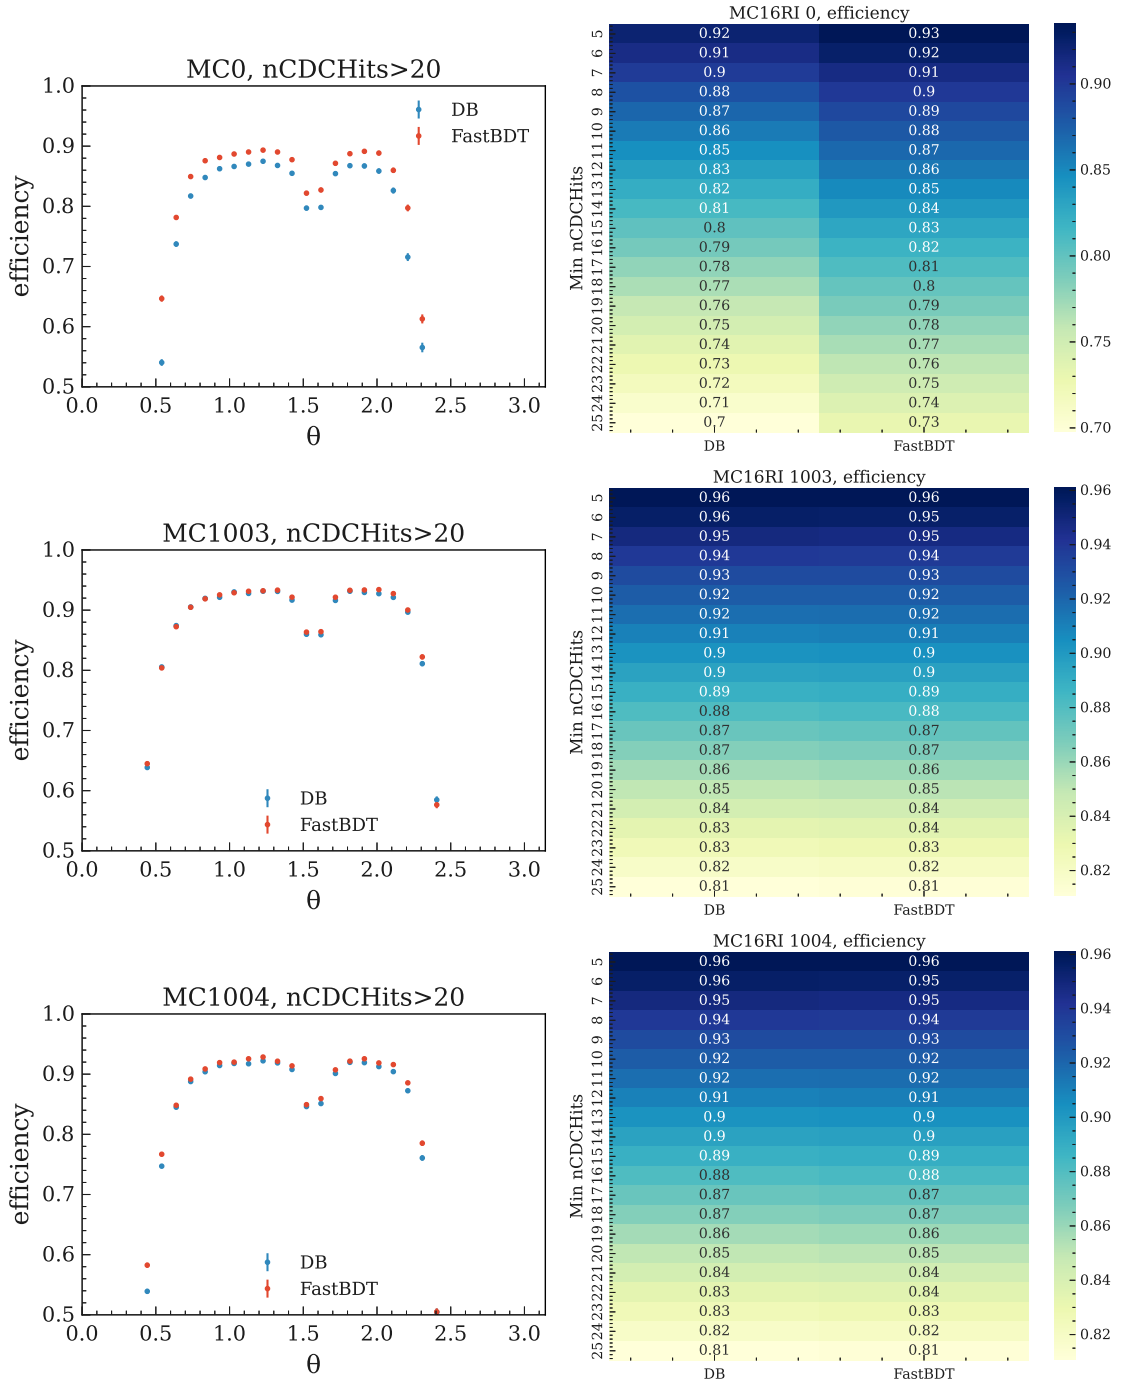 MC0, nCDCHits>20
DB
FastBDT
efficiency
1.0
0.9
0.8
0.7
0.6
0.5
0.0 0.5 1.0 1.5 2.0 2.5 3.0
θ
MC16RI 0, efficiency
Min nCDCHits
5 0.92 0.93
6 0.91 0.92
7 0.9 0.91
8 0.88 0.9
9 0.87 0.89
10 0.86 0.88
11 0.85 0.87
12 0.83 0.86
13 0.82 0.85
14 0.81 0.84
15 0.8 0.83
16 0.79 0.82
17 0.78 0.81
18 0.77 0.8
19 0.76 0.79
20 0.75 0.78
21 0.74 0.77
22 0.73 0.76
23 0.72 0.75
24 0.71 0.74
25 0.7 0.73
DB FastBDT
0.90
0.85
0.80
0.75
0.70
MC1003, nCDCHits>20
efficiency
1.0
0.9
0.8
0.7
0.6
0.5
DB
FastBDT
0.0 0.5 1.0 1.5 2.0 2.5 3.0
θ
MC16RI 1003, efficiency
Min nCDCHits
5 0.96 0.96
6 0.96 0.95
7 0.95 0.95
8 0.94 0.94
9 0.93 0.93
10 0.92 0.92
11 0.92 0.92
12 0.91 0.91
13 0.9 0.9
14 0.9 0.9
15 0.89 0.89
16 0.88 0.88
17 0.87 0.87
18 0.87 0.87
19 0.86 0.86
20 0.85 0.85
21 0.84 0.84
22 0.83 0.84
23 0.83 0.83
24 0.82 0.82
25 0.81 0.81
DB FastBDT
0.96
0.94
0.92
0.90
0.88
0.86
0.84
0.82
MC1004, nCDCHits>20
efficiency
1.0
0.9
0.8
0.7
0.6
0.5
DB
FastBDT
0.0 0.5 1.0 1.5 2.0 2.5 3.0
θ
MC16RI 1004, efficiency
Min nCDCHits
5 0.96 0.96
6 0.96 0.95
7 0.95 0.95
8 0.94 0.94
9 0.93 0.93
10 0.92 0.92
11 0.92 0.92
12 0.91 0.91
13 0.9 0.9
14 0.9 0.9
15 0.89 0.89
16 0.88 0.88
17 0.87 0.87
18 0.87 0.87
19 0.86 0.86
20 0.85 0.85
21 0.84 0.84
22 0.83 0.84
23 0.83 0.83
24 0.82 0.82
25 0.81 0.81
DB FastBDT
0.96
0.94
0.92
0.90
0.88
0.86
0.84
0.82